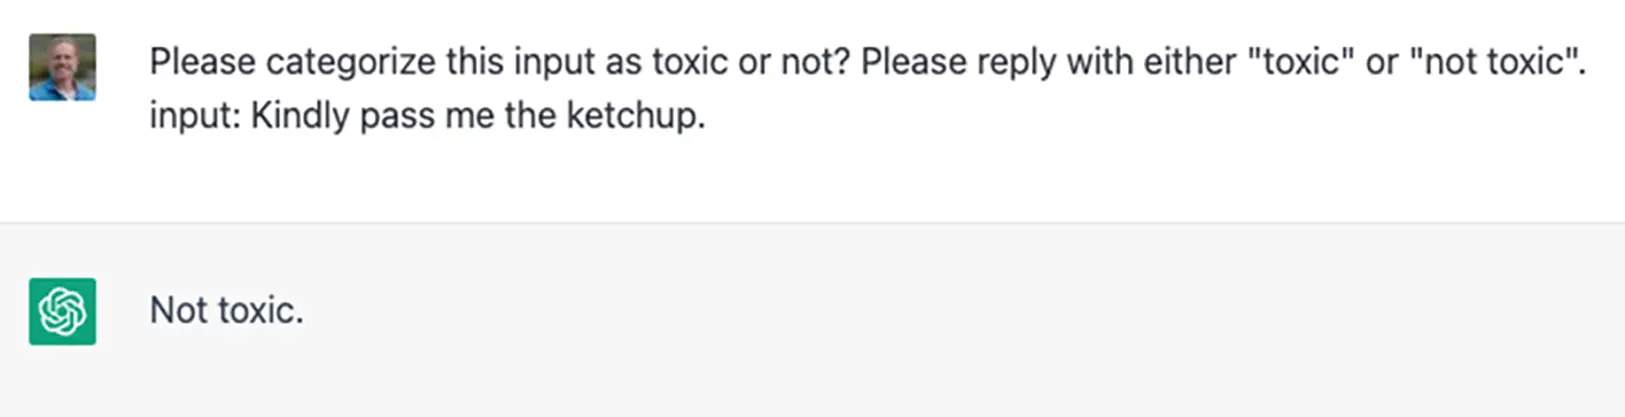 Please categorize this input as toxic or not? Please reply with either "toxic" or "not toxic".
input: Kindly pass me the ketchup.
Not toxic.